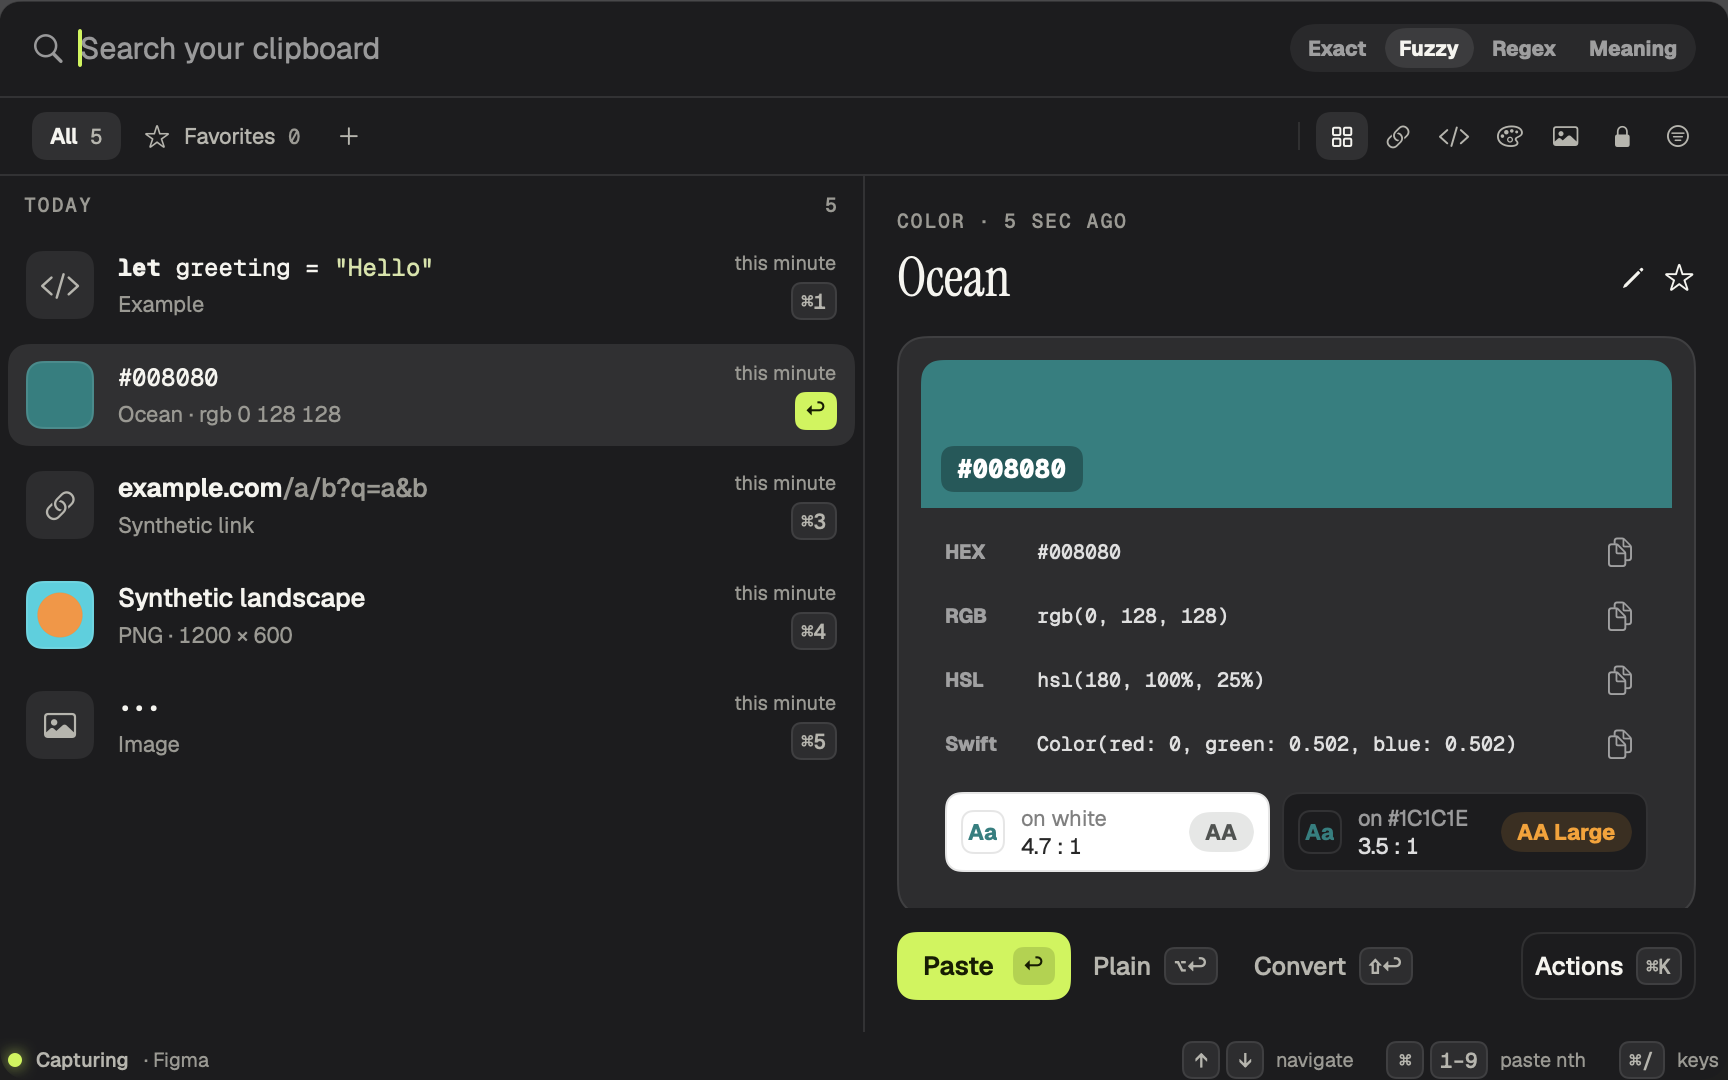 Search your clipboard
Exact Fuzzy Regex Meaning
All 5 Favorites 0 +
TODAY 5
let greeting = "Hello"
this minute
Example
⌘1
#008080
this minute
Ocean · rgb 0 128 128
example.com/a/b?q=a&b
this minute
Synthetic link
⌘3
Synthetic landscape
this minute
PNG · 1200 × 600
⌘4
...
this minute
Image
⌘5
COLOR · 5 SEC AGO
Ocean
#008080
HEX #008080
RGB rgb(0, 128, 128)
HSL hsl(180, 100%, 25%)
Swift Color(red: 0, green: 0.502, blue: 0.502)
Aa on white 4.7 : 1 AA
Aa on #1C1C1E 3.5 : 1 AA Large
Paste ↩ Plain ⌥↩ Convert ⇧↩ Actions ⌘K
Capturing · Figma
↑ ↓ navigate ⌘ 1–9 paste nth ⌘/ keys